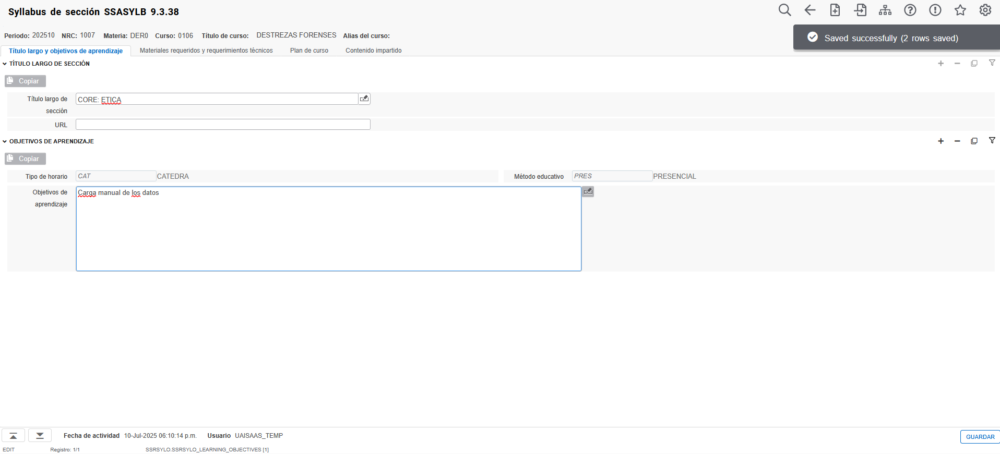 Syllabus de sección SSASYLB 9.3.38
Periodo: 202510 NRC: 1007 Materia: DER0 Curso: 0106 Título de curso: DESTREZAS FORENSES Alias del curso:
Saved successfully (2 rows saved)
Título largo y objetivos de aprendizaje Materiales requeridos y requerimientos técnicos Plan de curso Contenido impartido
TÍTULO LARGO DE SECCIÓN
Copiar
Título largo de sección CORE: ETICA
URL
OBJETIVOS DE APRENDIZAJE
Copiar
Tipo de horario CAT CATEDRA Método educativo PRES PRESENCIAL
Objetivos de aprendizaje Carga manual de los datos
Fecha de actividad 10-Jul-2025 06:10:14 p.m. Usuario UAISAAS_TEMP
GUARDAR
EDIT Registro: 1/1 SSRSYLO.SSRSYLO_LEARNING_OBJECTIVES [1]